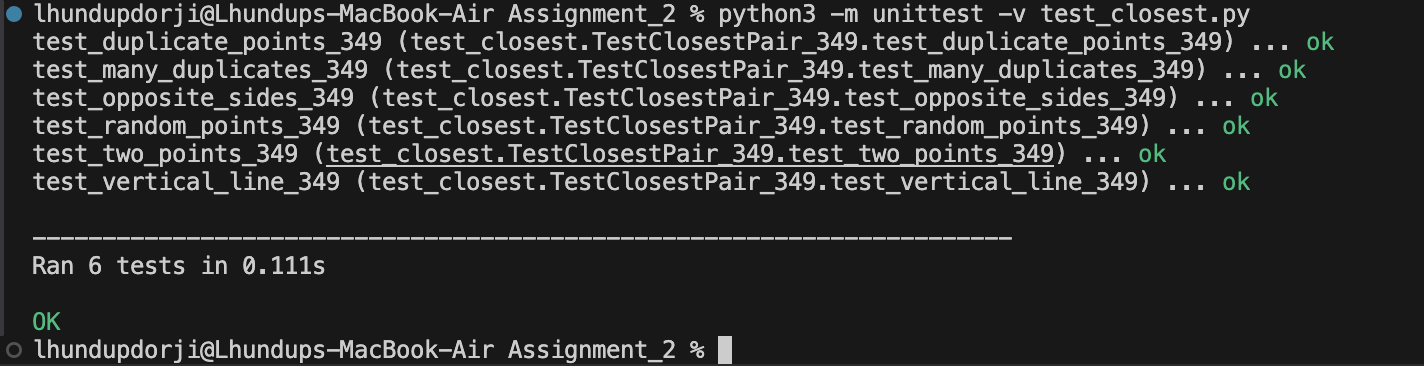 lhundupdorji@Lhundups-MacBook-Air Assignment_2 % python3 -m unittest -v test_closest.py
test_duplicate_points_349 (test_closest.TestClosestPair_349.test_duplicate_points_349) ... ok
test_many_duplicates_349 (test_closest.TestClosestPair_349.test_many_duplicates_349) ... ok
test_opposite_sides_349 (test_closest.TestClosestPair_349.test_opposite_sides_349) ... ok
test_random_points_349 (test_closest.TestClosestPair_349.test_random_points_349) ... ok
test_two_points_349 (test_closest.TestClosestPair_349.test_two_points_349) ... ok
test_vertical_line_349 (test_closest.TestClosestPair_349.test_vertical_line_349) ... ok
----------------------------------------------------------------------
Ran 6 tests in 0.111s
OK
lhundupdorji@Lhundups-MacBook-Air Assignment_2 %